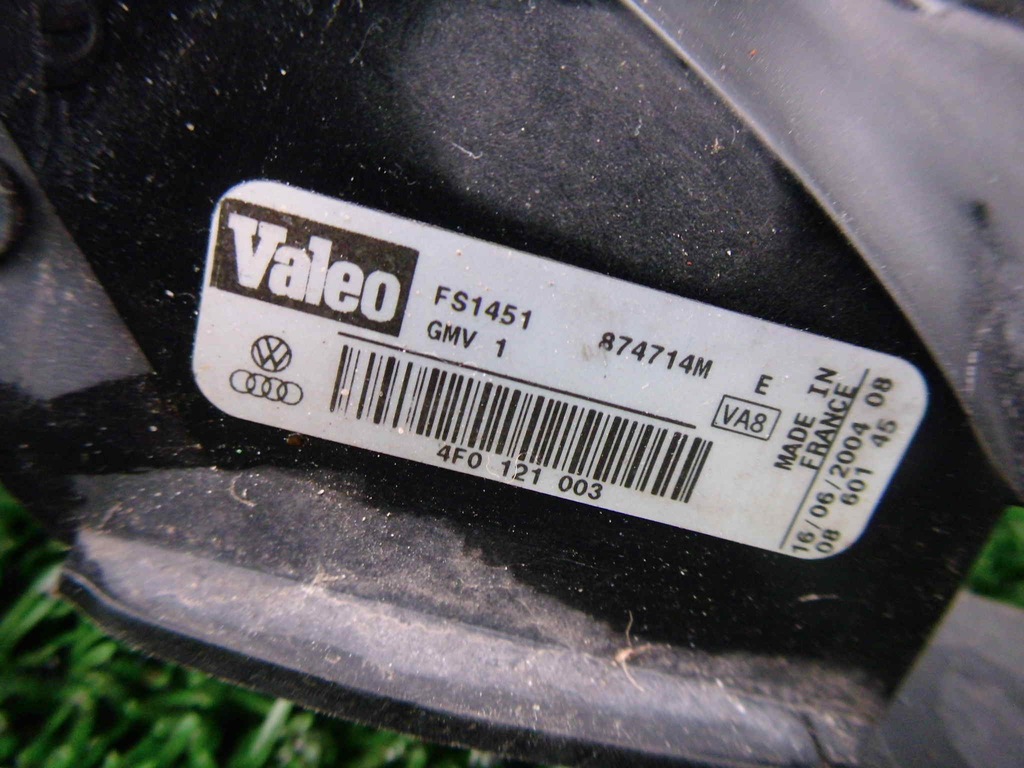 Valeo
FS1451
GMV 1
874714M
E
VA8
4F0 121 003
MADE IN
FRANCE
16/06/2004 08
08 601 45